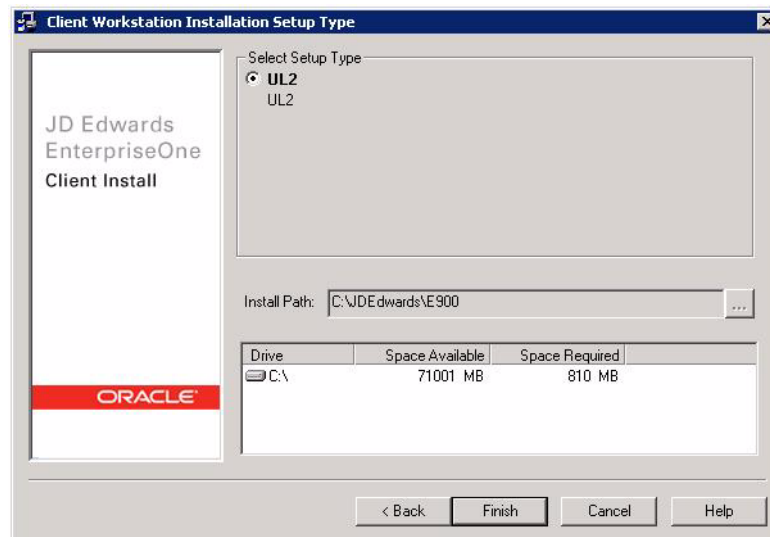 Client Workstation Installation Setup Type
JD Edwards
EnterpriseOne
Client Install
ORACLE
Select Setup Type
UL2
UL2
Install Path: C:\JDEdwards\E900
...
Drive Space Available Space Required
C:\ 71001 MB 810 MB
< Back Finish Cancel Help